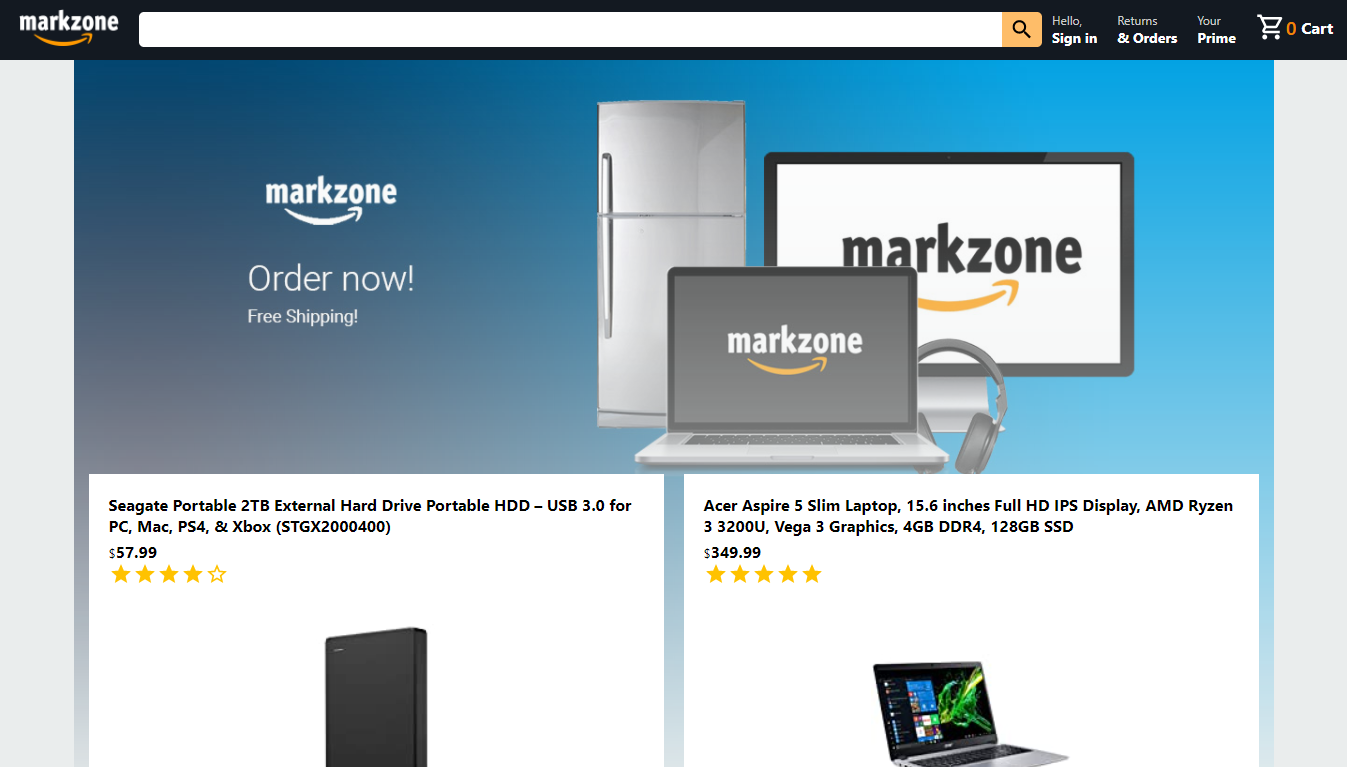 markzone
Hello,
Sign in
Returns
& Orders
Your
Prime
0 Cart
markzone
Order now!
Free Shipping!
markzone
markzone
Seagate Portable 2TB External Hard Drive Portable HDD – USB 3.0 for
PC, Mac, PS4, & Xbox (STGX2000400)
$57.99
Acer Aspire 5 Slim Laptop, 15.6 inches Full HD IPS Display, AMD Ryzen
3 3200U, Vega 3 Graphics, 4GB DDR4, 128GB SSD
$349.99